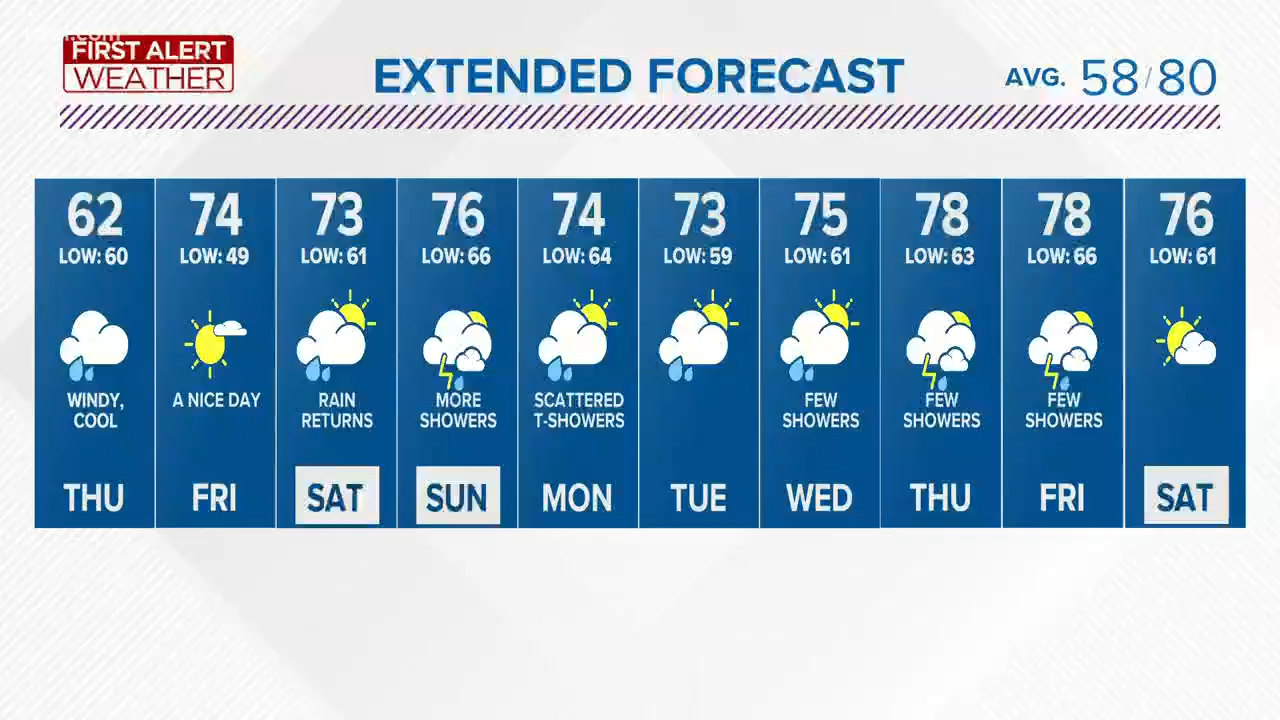 FIRST ALERT
WEATHER
EXTENDED FORECAST
AVG. 58/80
62
LOW: 60
WINDY,
COOL
THU
74
LOW: 49
A NICE DAY
FRI
73
LOW: 61
RAIN
RETURNS
SAT
76
LOW: 66
MORE
SHOWERS
SUN
74
LOW: 64
SCATTERED
T-SHOWERS
MON
73
LOW: 59
TUE
75
LOW: 61
FEW
SHOWERS
WED
78
LOW: 63
FEW
SHOWERS
THU
78
LOW: 66
FEW
SHOWERS
FRI
76
LOW: 61
SAT